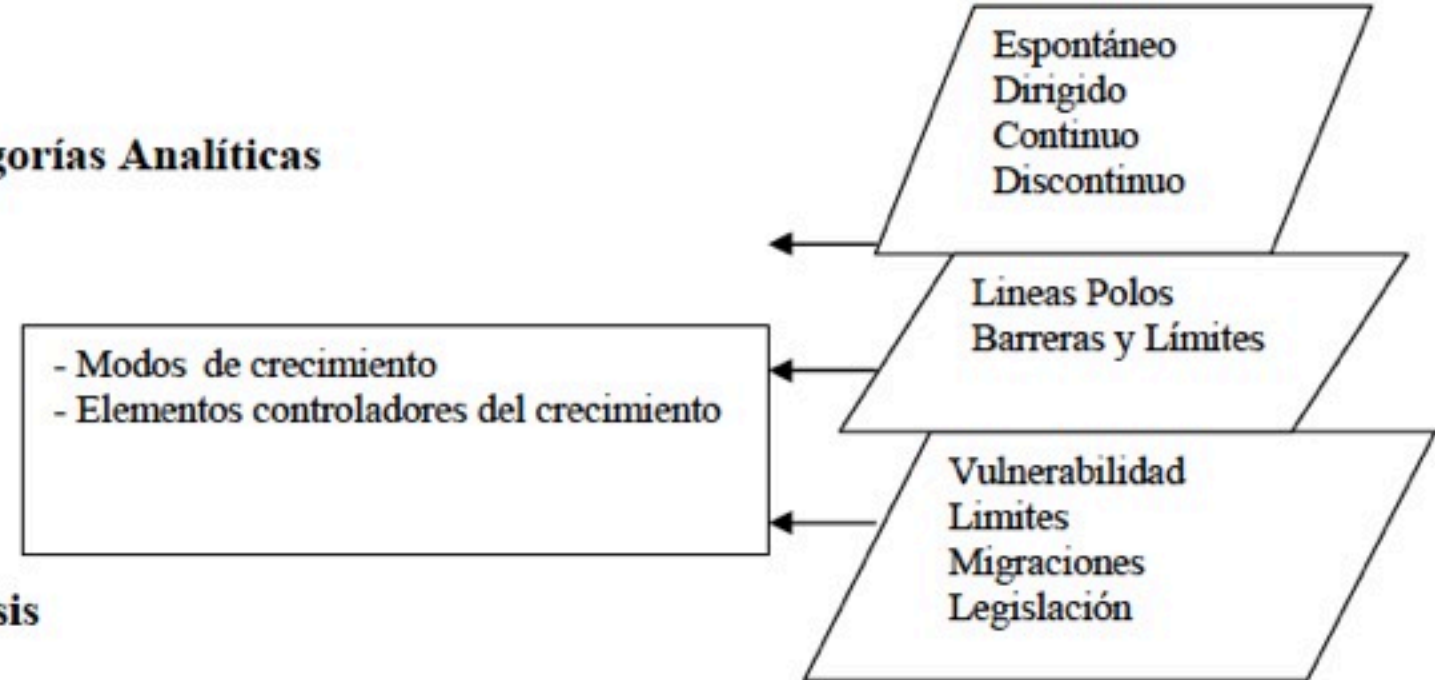 gorías Analíticas
Espontáneo
Dirigido
Continuo
Discontinuo
Lineas Polos
Barreras y Límites
- Modos de crecimiento
- Elementos controladores del crecimiento
Vulnerabilidad
Limites
Migraciones
Legislación
sis